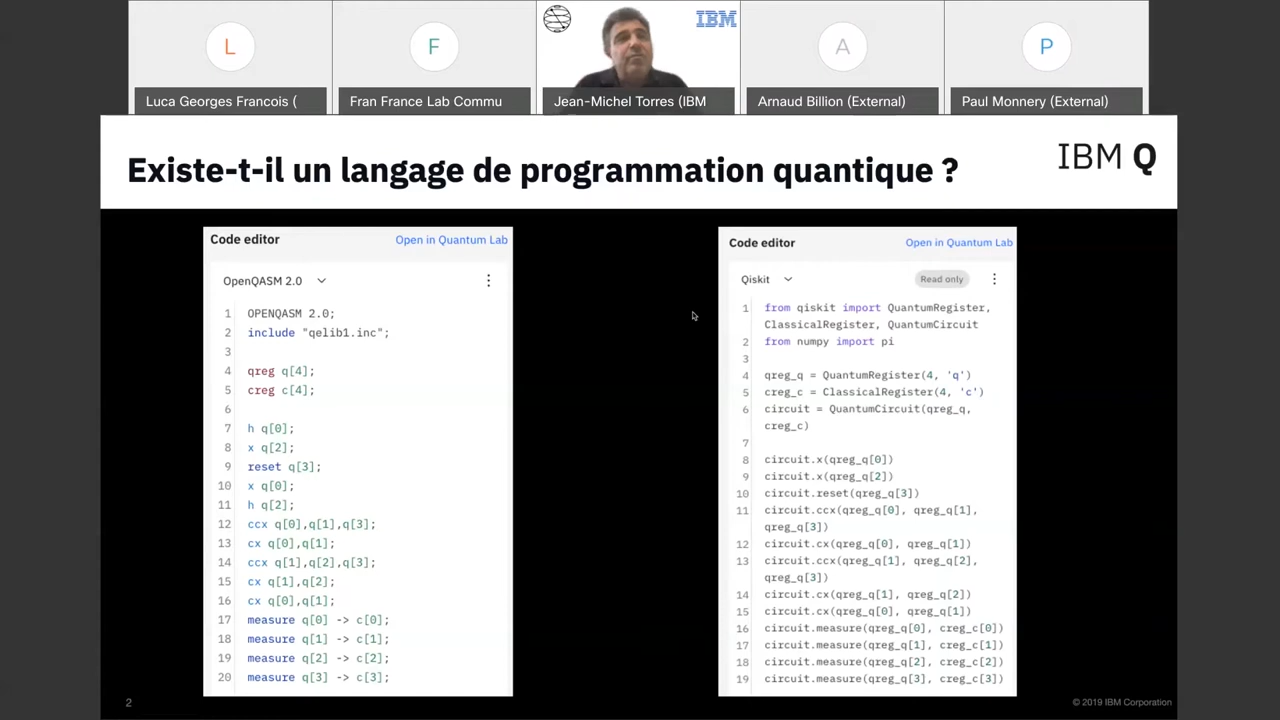 L
F
IBM
A
P
Luca Georges Francois (
Fran France Lab Commu
Jean-Michel Torres (IBM
Arnaud Billion (External)
Paul Monnery (External)
Existe-t-il un langage de programmation quantique ?
IBM Q
Code editor
Open in Quantum Lab
OpenQASM 2.0
1 OPENQASM 2.0;
2 include "qelib1.inc";
3
4 qreg q[4];
5 creg c[4];
6
7 h q[0];
8 x q[2];
9 reset q[3];
10 x q[0];
11 h q[2];
12 ccx q[0],q[1],q[3];
13 cx q[0],q[1];
14 ccx q[1],q[2],q[3];
15 cx q[1],q[2];
16 cx q[0],q[1];
17 measure q[0] -> c[0];
18 measure q[1] -> c[1];
19 measure q[2] -> c[2];
20 measure q[3] -> c[3];
Code editor
Open in Quantum Lab
Qiskit
Read only
1 from qiskit import QuantumRegister,
ClassicalRegister, QuantumCircuit
2 from numpy import pi
3
4 qreg_q = QuantumRegister(4, 'q')
5 creg_c = ClassicalRegister(4, 'c')
6 circuit = QuantumCircuit(qreg_q,
creg_c)
7
8 circuit.x(qreg_q[0])
9 circuit.x(qreg_q[2])
10 circuit.reset(qreg_q[3])
11 circuit.ccx(qreg_q[0], qreg_q[1],
qreg_q[3])
12 circuit.cx(qreg_q[0], qreg_q[1])
13 circuit.ccx(qreg_q[1], qreg_q[2],
qreg_q[3])
14 circuit.cx(qreg_q[1], qreg_q[2])
15 circuit.cx(qreg_q[0], qreg_q[1])
16 circuit.measure(qreg_q[0], creg_c[0])
17 circuit.measure(qreg_q[1], creg_c[1])
18 circuit.measure(qreg_q[2], creg_c[2])
19 circuit.measure(qreg_q[3], creg_c[3])
2
© 2019 IBM Corporation